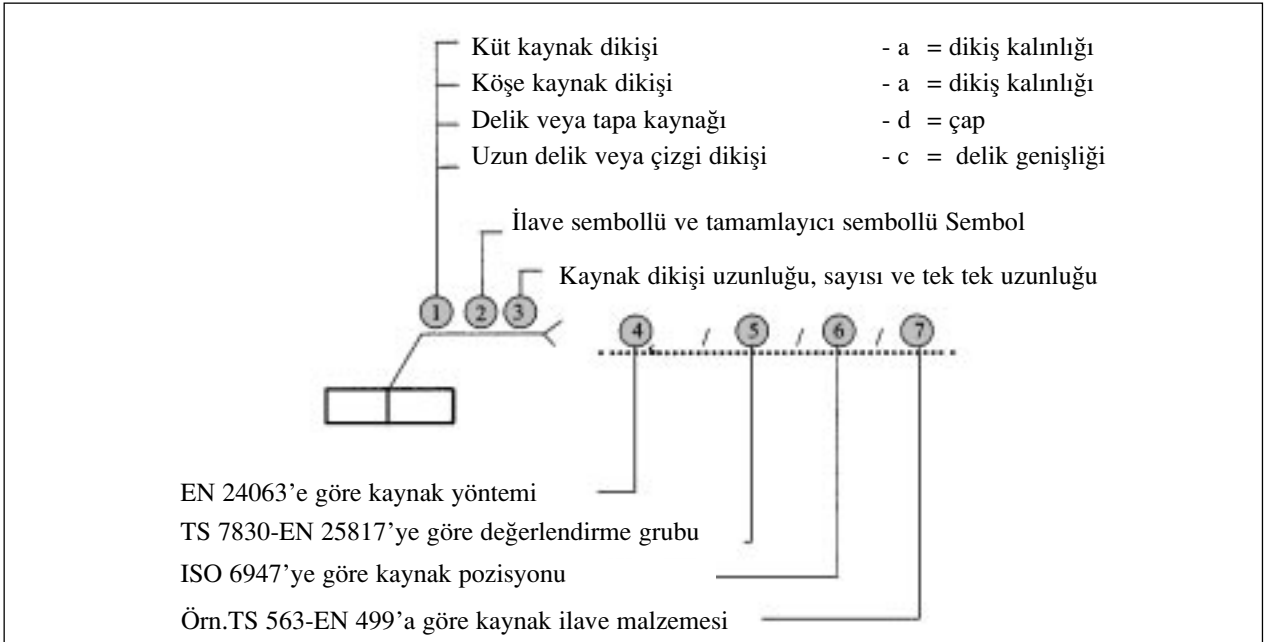 Küt kaynak dikişi - a = dikiş kalınlığı
Köşe kaynak dikişi - a = dikiş kalınlığı
Delik veya tapa kaynağı - d = çap
Uzun delik veya çizgi dikişi - c = delik genişliği
İlave sembollü ve tamamlayıcı sembollü Sembol
Kaynak dikişi uzunluğu, sayısı ve tek tek uzunluğu
1 2 3
4 / 5 / 6 / 7
EN 24063’e göre kaynak yöntemi
TS 7830-EN 25817’ye göre değerlendirme grubu
ISO 6947’ye göre kaynak pozisyonu
Örn.TS 563-EN 499’a göre kaynak ilave malzemesi